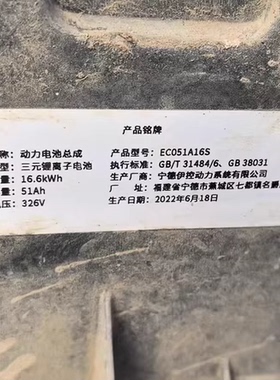 产品铭牌
称: 动力电池总成 产品型号: EC051A16S
型: 三元锂离子电池 执行标准: GB/T 31484/6、GB 38031
量: 16.6kWh 生产厂商: 宁德伊控动力系统有限公司
量: 51Ah 厂 址: 福建省宁德市蕉城区七都镇名爵
压: 326V 生产日期: 2022年6月18日